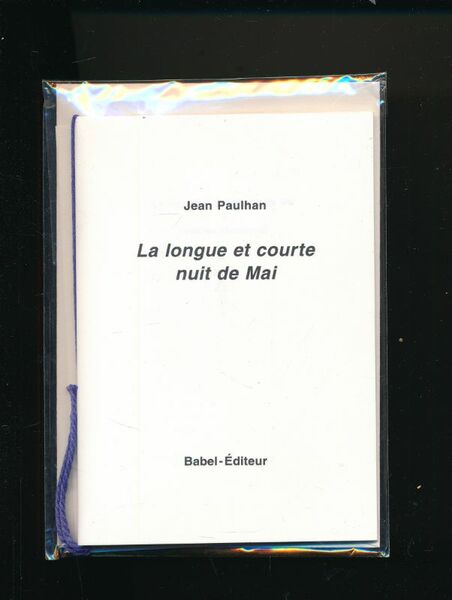 Jean Paulhan
La longue et courte
nuit de Mai
Babel-Éditeur